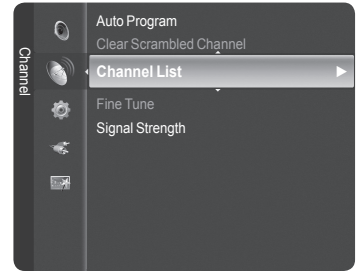 Channel
Auto Program
Clear Scrambled Channel
Channel List
Fine Tune
Signal Strength